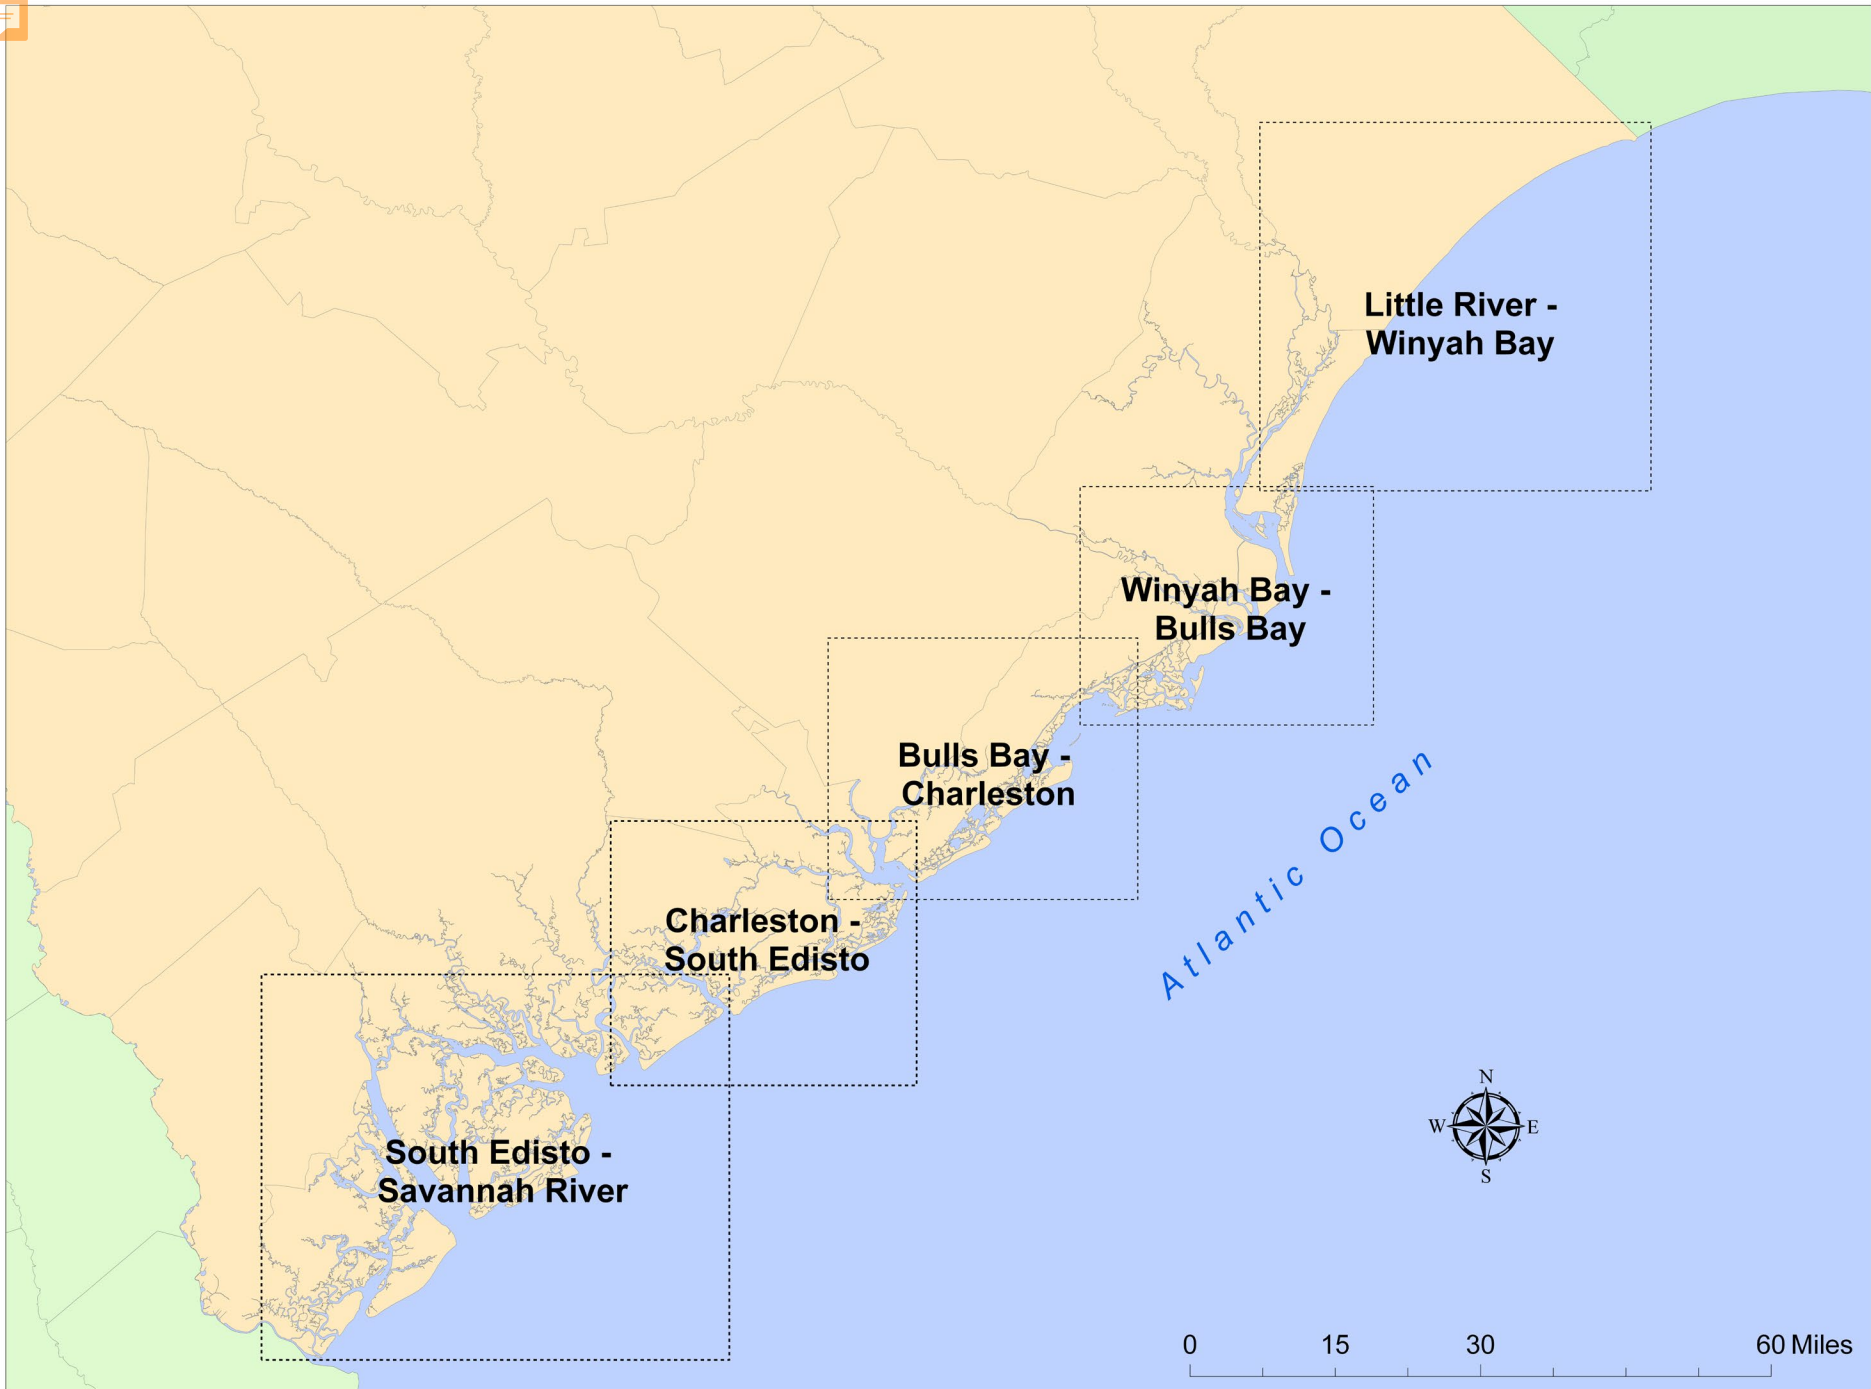 Little River -
Winyah Bay
Winyah Bay -
Bulls Bay
Bulls Bay -
Charleston
Charleston -
South Edisto
South Edisto -
Savannah River
Atlantic Ocean
N
W E
S
0 15 30 60 Miles